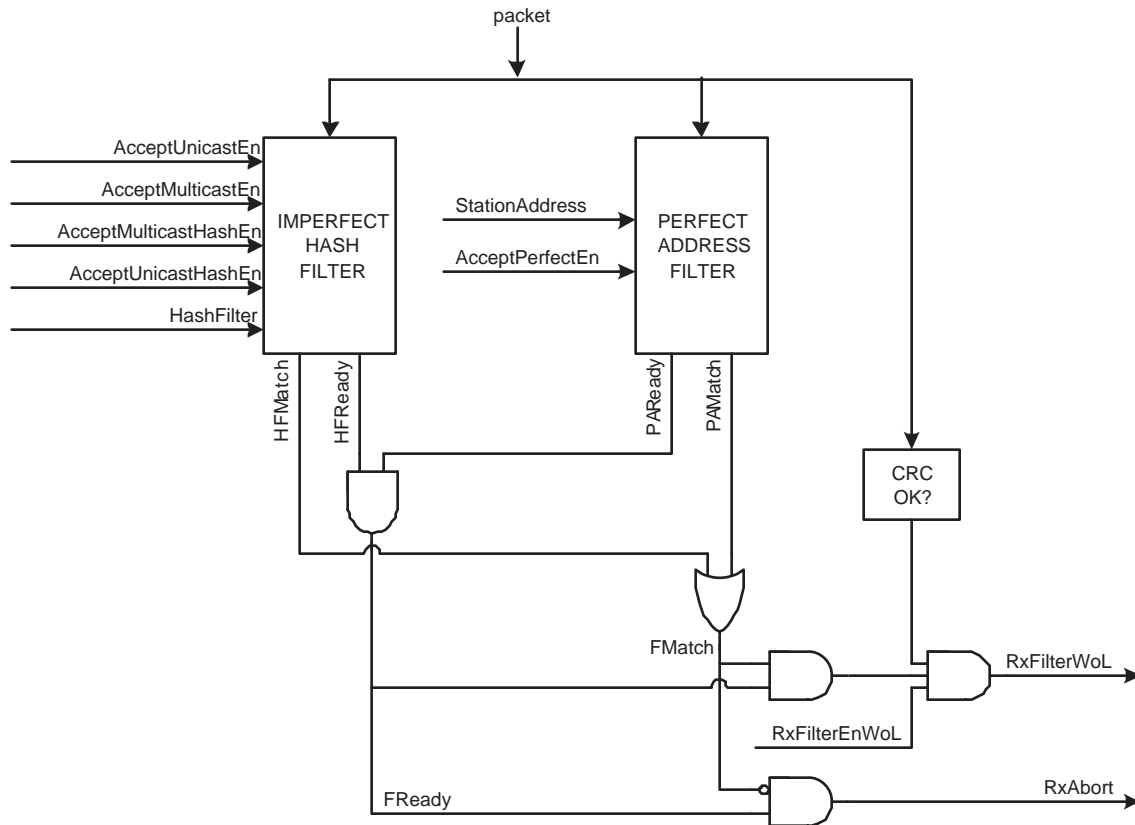 packet
AcceptUnicastEn
AcceptMulticastEn
AcceptMulticastHashEn
AcceptUnicastHashEn
HashFilter
IMPERFECT
HASH
FILTER
StationAddress
AcceptPerfectEn
PERFECT
ADDRESS
FILTER
HFMatch
HFReady
PAReady
PAMatch
CRC
OK?
FMatch
RxFilterWoL
RxFilterEnWoL
FReady
RxAbort